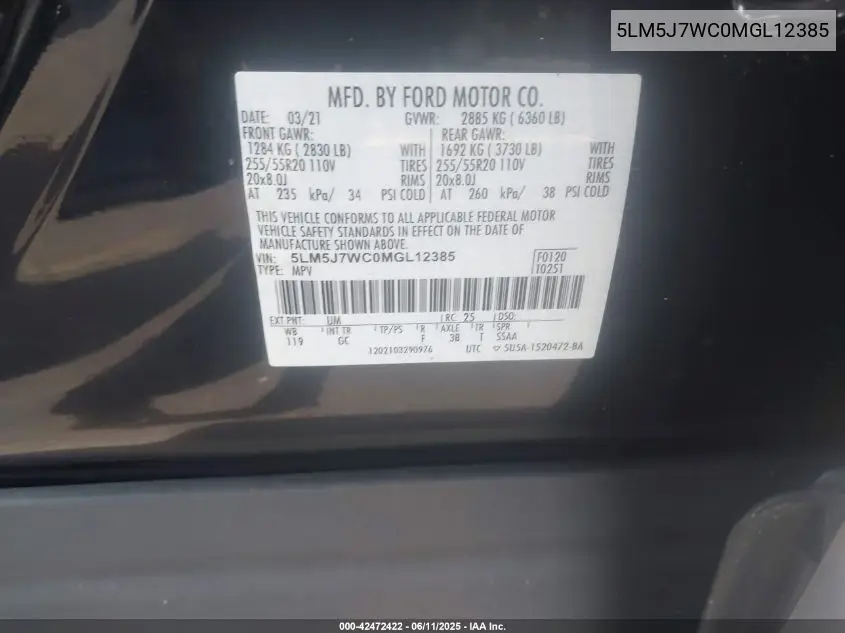 5LM5J7WC0MGL12385
MFD. BY FORD MOTOR CO.
DATE: 03/21 GVWR: 2885 KG ( 6360 LB)
FRONT GAWR: REAR GAWR:
1284 KG ( 2830 LB) WITH 1692 KG ( 3730 LB) WITH
255/55R20 110V TIRES 255/55R20 110V TIRES
20x8.0J RIMS 20x8.0J RIMS
AT 235 kPa/ 34 PSI COLD AT 260 kPa/ 38 PSI COLD
THIS VEHICLE CONFORMS TO ALL APPLICABLE FEDERAL MOTOR
VEHICLE SAFETY STANDARDS IN EFFECT ON THE DATE OF
MANUFACTURE SHOWN ABOVE.
VIN: 5LM5J7WC0MGL12385 F0120
TYPE: MPV T0251
EXT PNT: UM RC: 25 DSO:
WB INT TR TP/PS R AXLE TR SPR
119 GC F 3B T SSAA
1202103290976 UTC ▽ 5U5A-1520472-BA
000-42472422 - 06/11/2025 - IAA Inc.